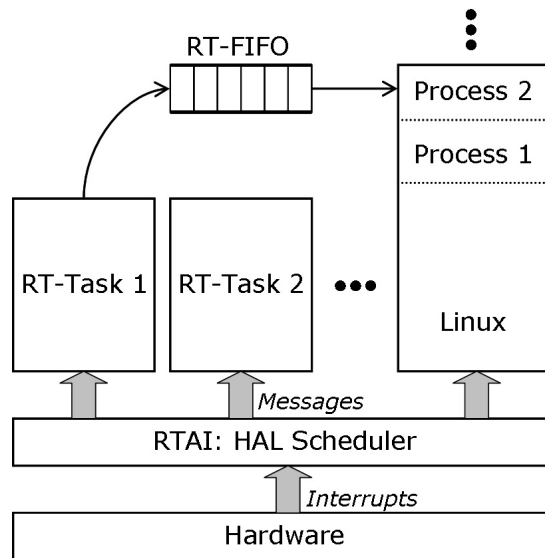 RT-FIFO
Process 2
Process 1
RT-Task 1
RT-Task 2
Linux
Messages
RTAI: HAL Scheduler
Interrupts
Hardware